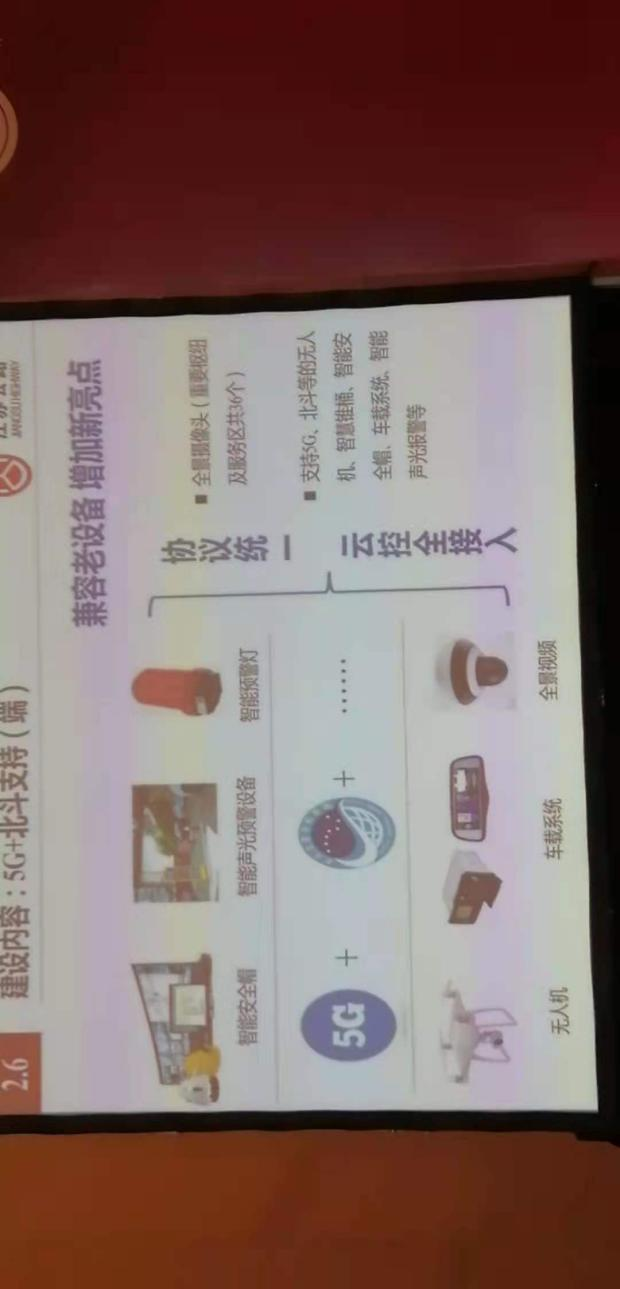 2.6
建设内容：5G+北斗支持（端）
JIANGSU HIGHWAY
兼容老设备 增加新亮点
智能安全帽
智能声光预警设备
智能预警灯
5G
+
+
……
无人机
车载系统
全景视频
协议统一
云控全接入
■ 全景摄像头（重要枢纽
及服务区共36个）
■ 支持5G、北斗等的无人
机、智慧锥桶、智能安
全帽、车载系统、智能
声光报警等